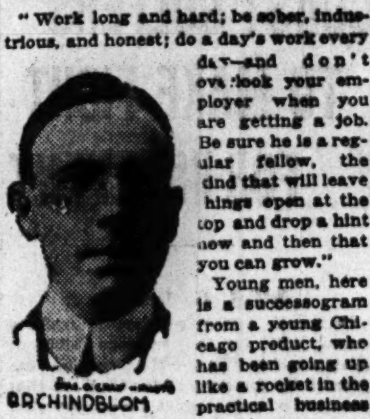 "Work long and hard; be sober, indus-
trious, and honest; do a day's work every
day—and don't
overlook your em-
ployer when you
are getting a job.
Be sure he is a reg-
ular fellow, the
kind that will leave
things open at the
top and drop a hint
now and then that
you can grow."
Young men, here
is a successogram
from a young Chi-
cago product, who
has been going up
like a rocket in the
practical business
CHINDBLOM